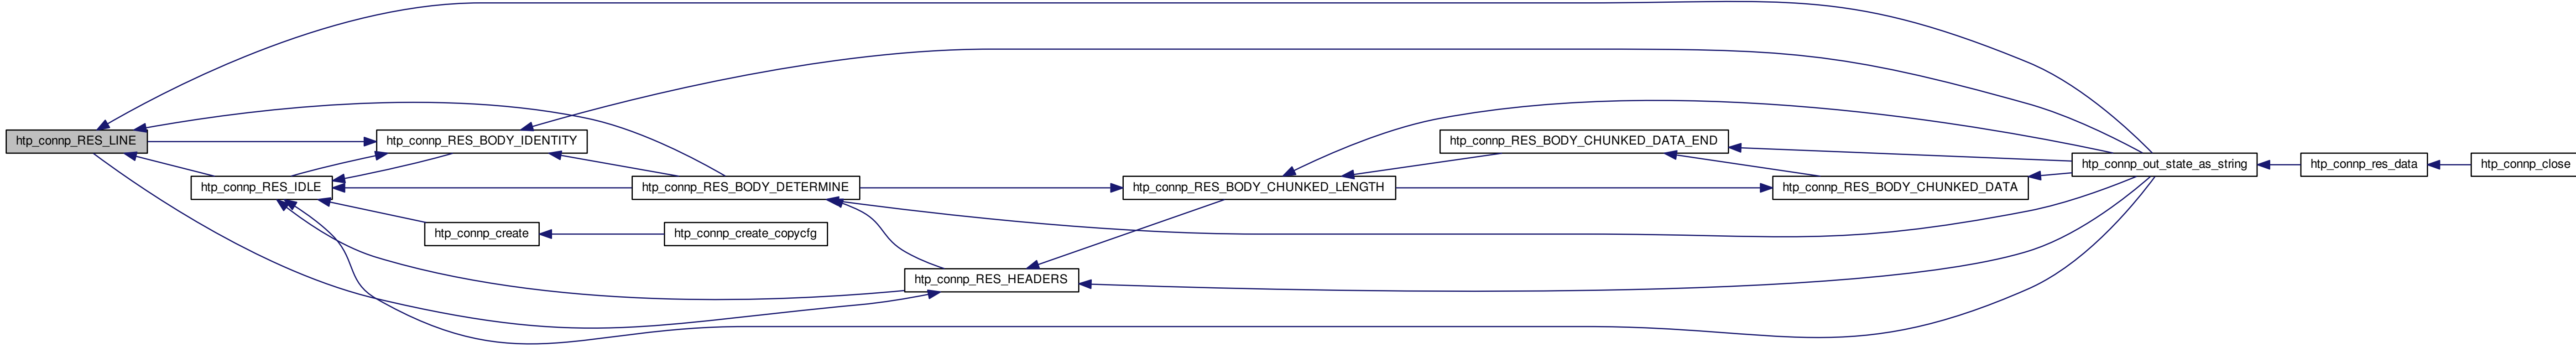 htp_connp_RES_LINE
htp_connp_RES_BODY_IDENTITY
htp_connp_RES_BODY_CHUNKED_DATA_END
htp_connp_out_state_as_string
htp_connp_res_data
htp_connp_close
htp_connp_RES_IDLE
htp_connp_RES_BODY_DETERMINE
htp_connp_RES_BODY_CHUNKED_LENGTH
htp_connp_RES_BODY_CHUNKED_DATA
htp_connp_create
htp_connp_create_copycfg
htp_connp_RES_HEADERS